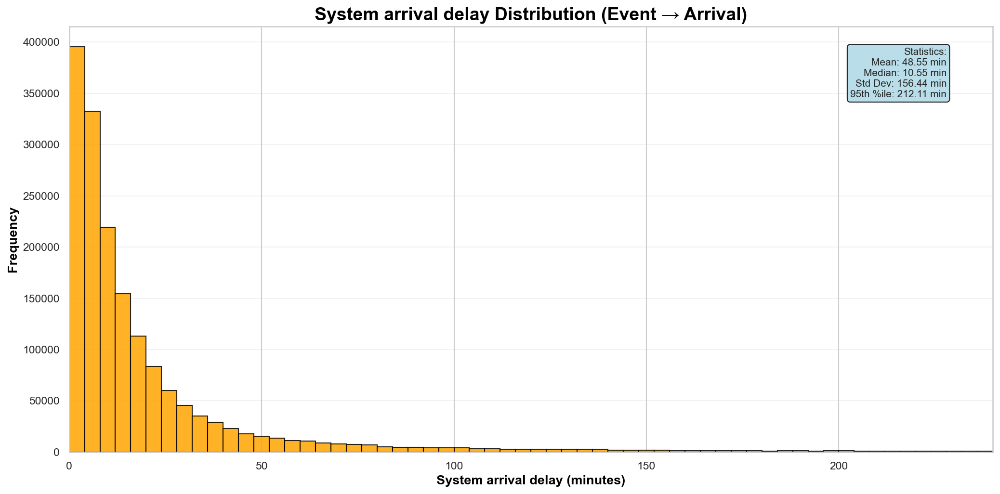 System arrival delay Distribution (Event → Arrival)
400000
350000
300000
250000
200000
150000
100000
50000
0
Frequency
Statistics:
Mean: 48.55 min
Median: 10.55 min
Std Dev: 156.44 min
95th %ile: 212.11 min
0
50
100
150
200
System arrival delay (minutes)